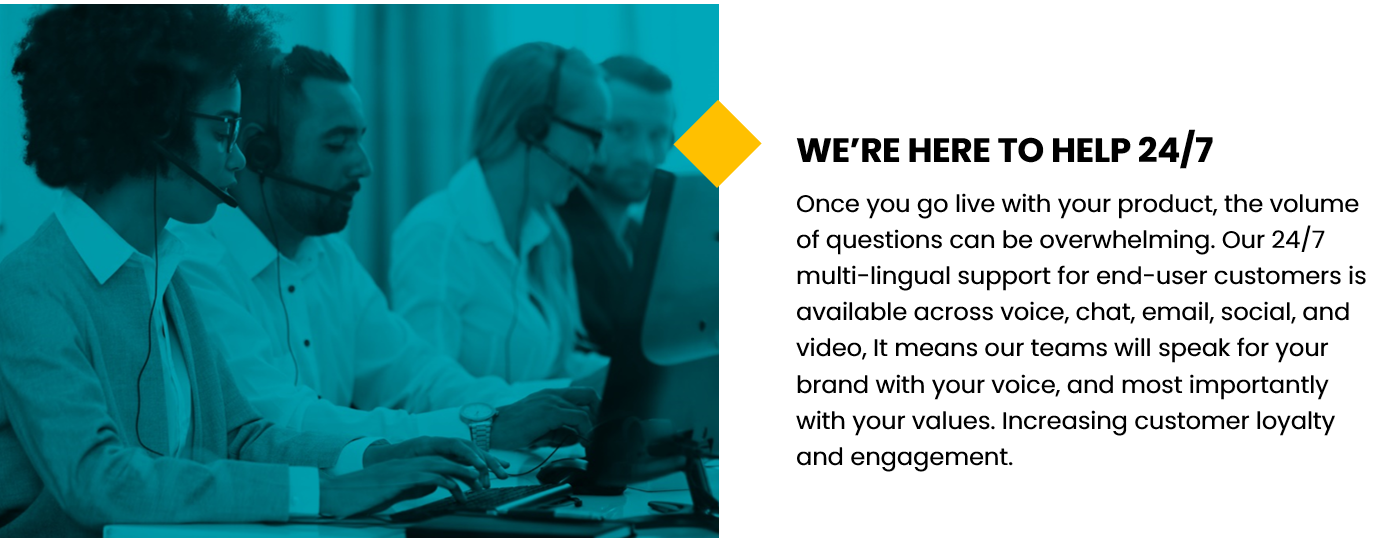 WE’RE HERE TO HELP 24/7
Once you go live with your product, the volume
of questions can be overwhelming. Our 24/7
multi-lingual support for end-user customers is
available across voice, chat, email, social, and
video, It means our teams will speak for your
brand with your voice, and most importantly
with your values. Increasing customer loyalty
and engagement.